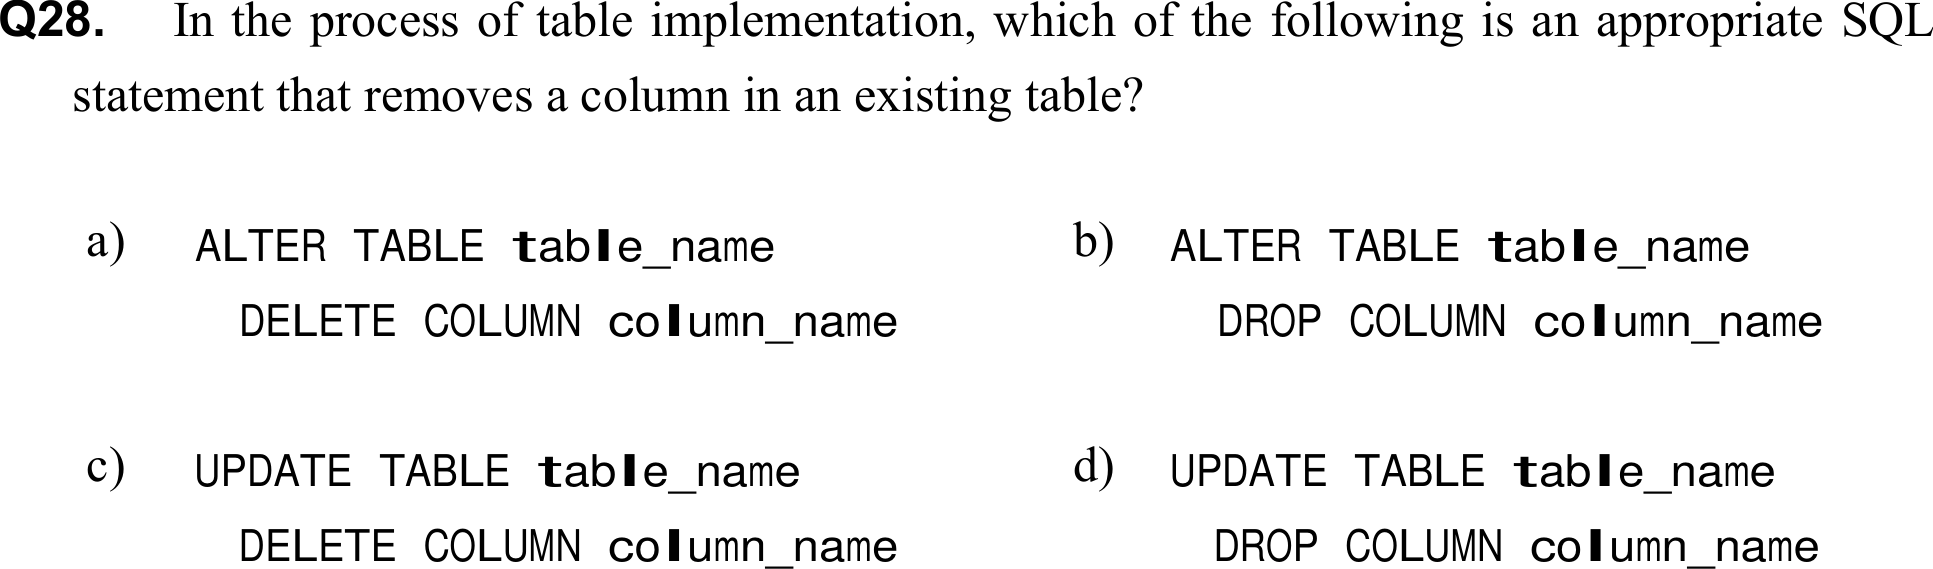 Q28. In the process of table implementation, which of the following is an appropriate SQL
statement that removes a column in an existing table?
a) ALTER TABLE table_name
DELETE COLUMN column_name
b) ALTER TABLE table_name
DROP COLUMN column_name
c) UPDATE TABLE table_name
DELETE COLUMN column_name
d) UPDATE TABLE table_name
DROP COLUMN column_name